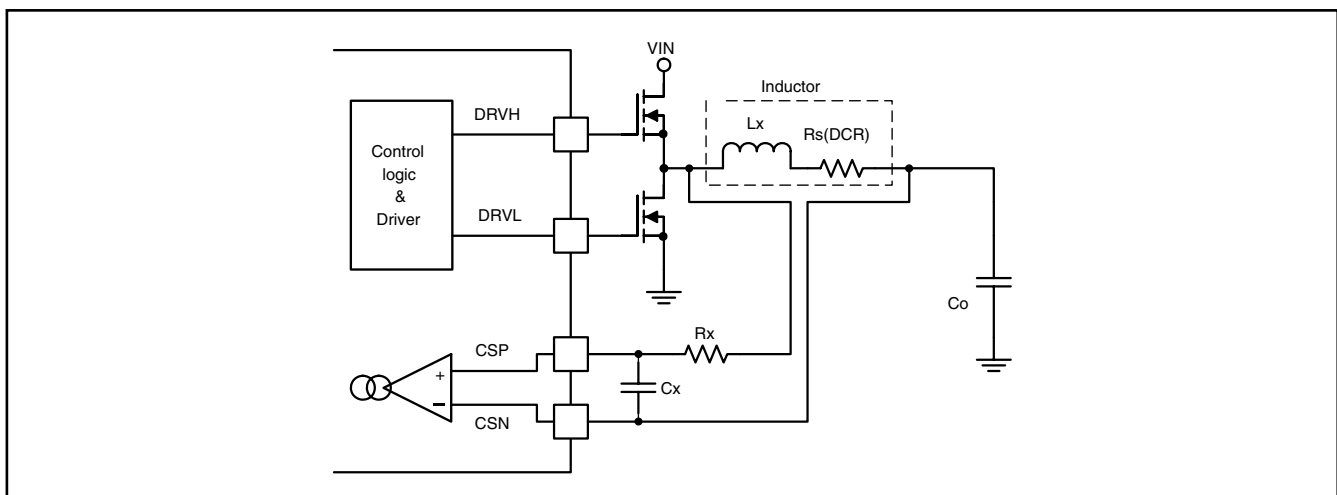 VIN
Inductor
DRVH
Lx
Rs(DCR)
Control
logic
&
Driver
DRVL
Co
Rx
CSP
+
Cx
−
CSN